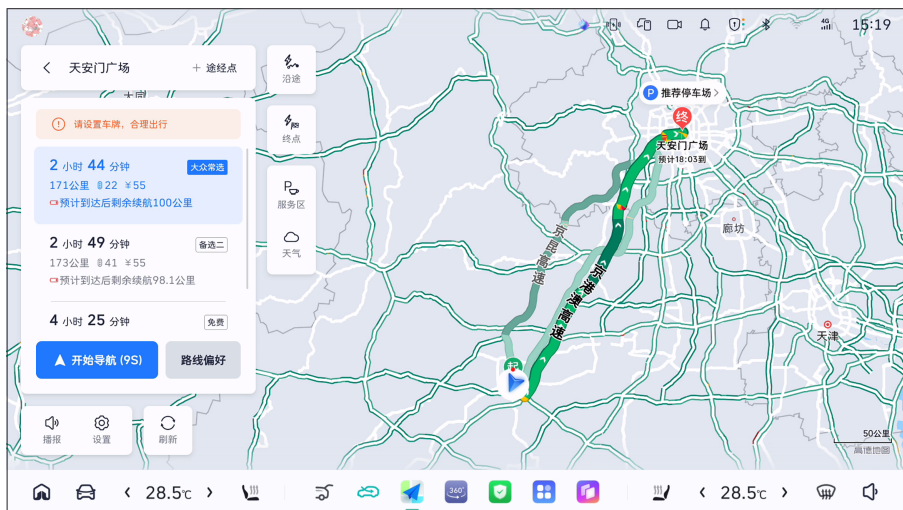 4G
15:19
天安门广场
+ 途经点
请设置车牌，合理出行
2 小时 44 分钟
大众常选
171公里 22 ¥55
预计到达后剩余续航100公里
2 小时 49 分钟
备选二
173公里 41 ¥55
预计到达后剩余续航98.1公里
4 小时 25 分钟
免费
开始导航 (9S)
路线偏好
播报
设置
刷新
沿途
终点
P
服务区
天气
P 推荐停车场
终
天安门广场
预计18:03到
廊坊
天津
京昆高速
京港澳高速
起
50公里
高德地图
28.5℃
360°
28.5℃